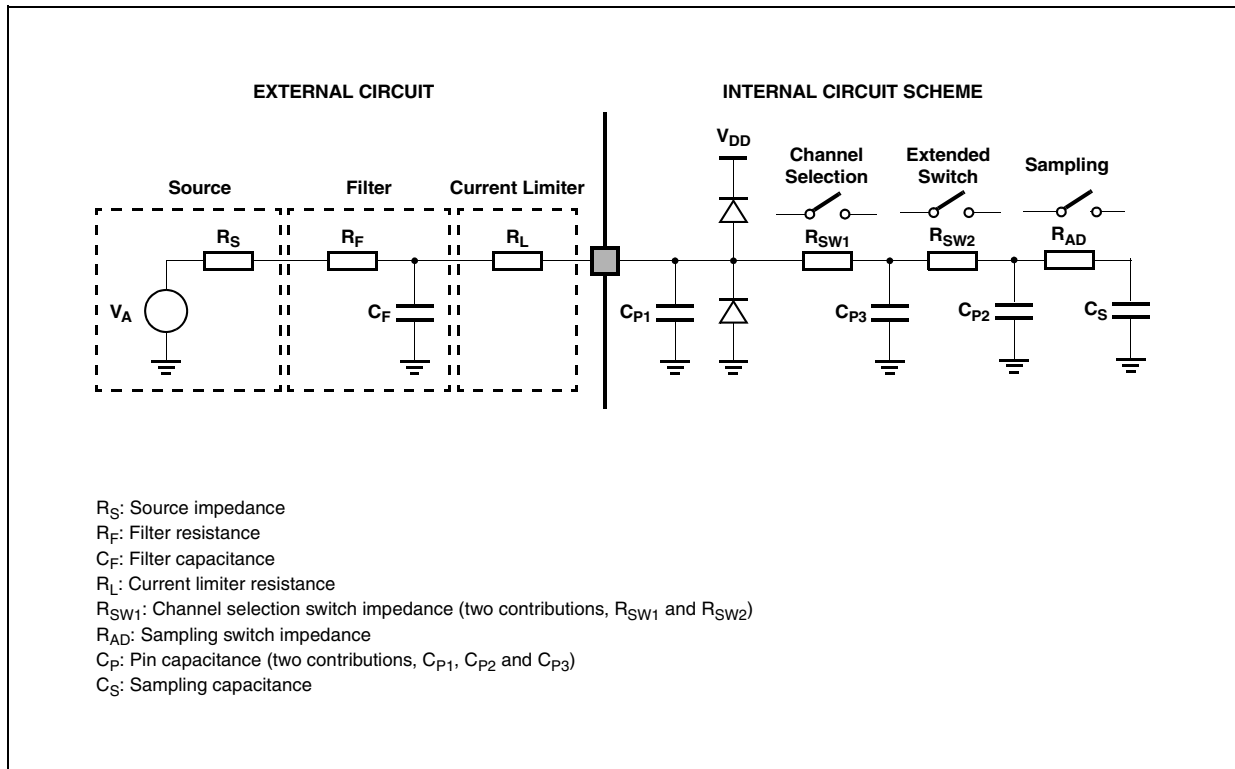 EXTERNAL CIRCUIT
INTERNAL CIRCUIT SCHEME
Source
Filter
Current Limiter
VDD
Channel
Selection
Extended
Switch
Sampling
RS
RF
RL
RSW1
RSW2
RAD
VA
CF
CP1
CP3
CP2
CS
RS: Source impedance
RF: Filter resistance
CF: Filter capacitance
RL: Current limiter resistance
RSW1: Channel selection switch impedance (two contributions, RSW1 and RSW2)
RAD: Sampling switch impedance
CP: Pin capacitance (two contributions, CP1, CP2 and CP3)
CS: Sampling capacitance